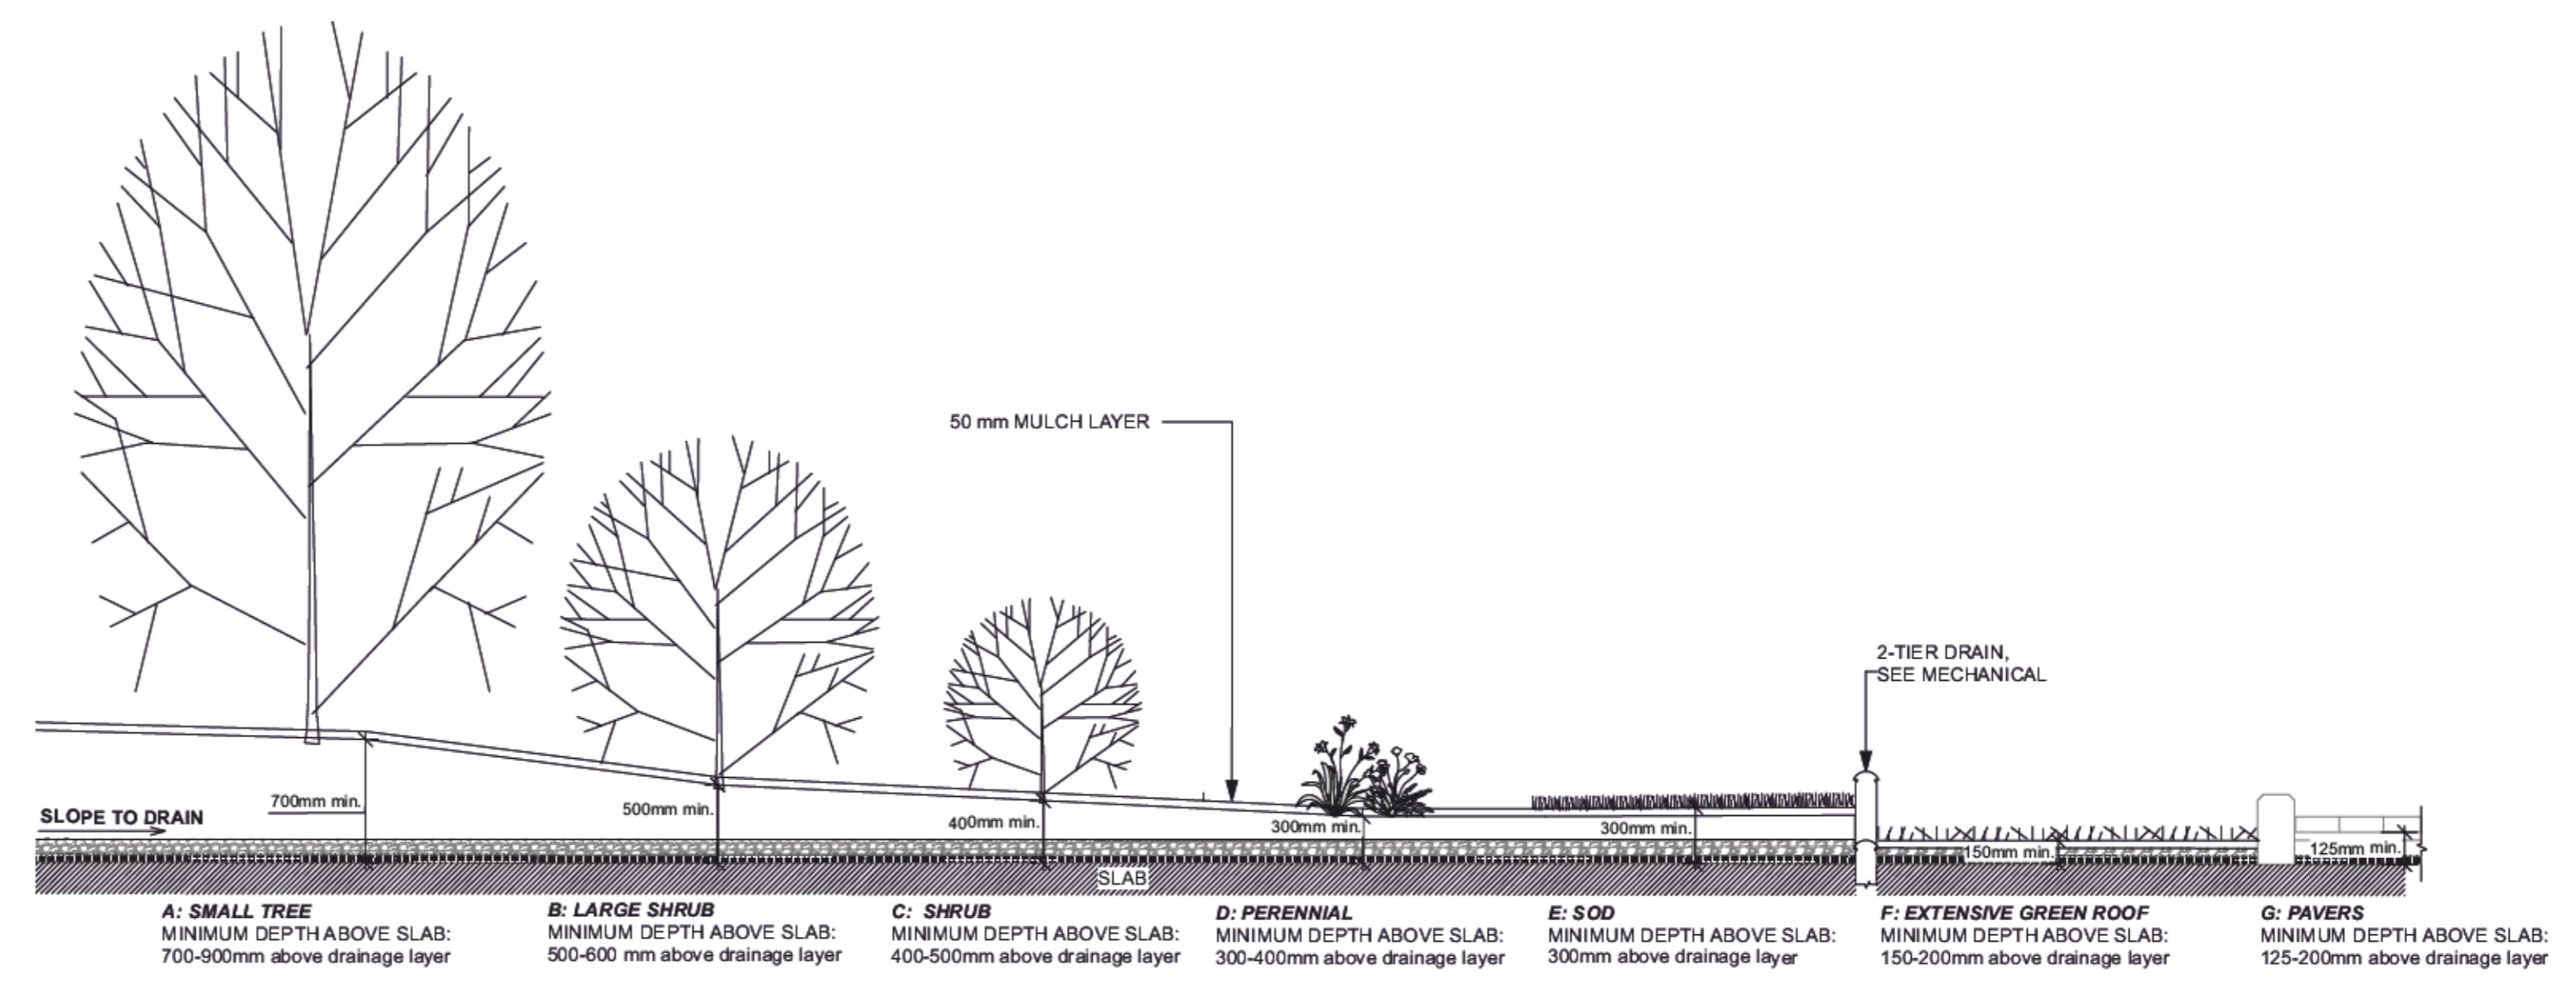 50 mm MULCH LAYER
2-TIER DRAIN,
SEE MECHANICAL
SLOPE TO DRAIN
700mm min.
500mm min.
400mm min.
300mm min.
300mm min.
150mm min.
125mm min.
SLAB
A: SMALL TREE
MINIMUM DEPTH ABOVE SLAB:
700-900mm above drainage layer
B: LARGE SHRUB
MINIMUM DEPTH ABOVE SLAB:
500-600 mm above drainage layer
C: SHRUB
MINIMUM DEPTH ABOVE SLAB:
400-500mm above drainage layer
D: PERENNIAL
MINIMUM DEPTH ABOVE SLAB:
300-400mm above drainage layer
E: SOD
MINIMUM DEPTH ABOVE SLAB:
300mm above drainage layer
F: EXTENSIVE GREEN ROOF
MINIMUM DEPTH ABOVE SLAB:
150-200mm above drainage layer
G: PAVERS
MINIMUM DEPTH ABOVE SLAB:
125-200mm above drainage layer